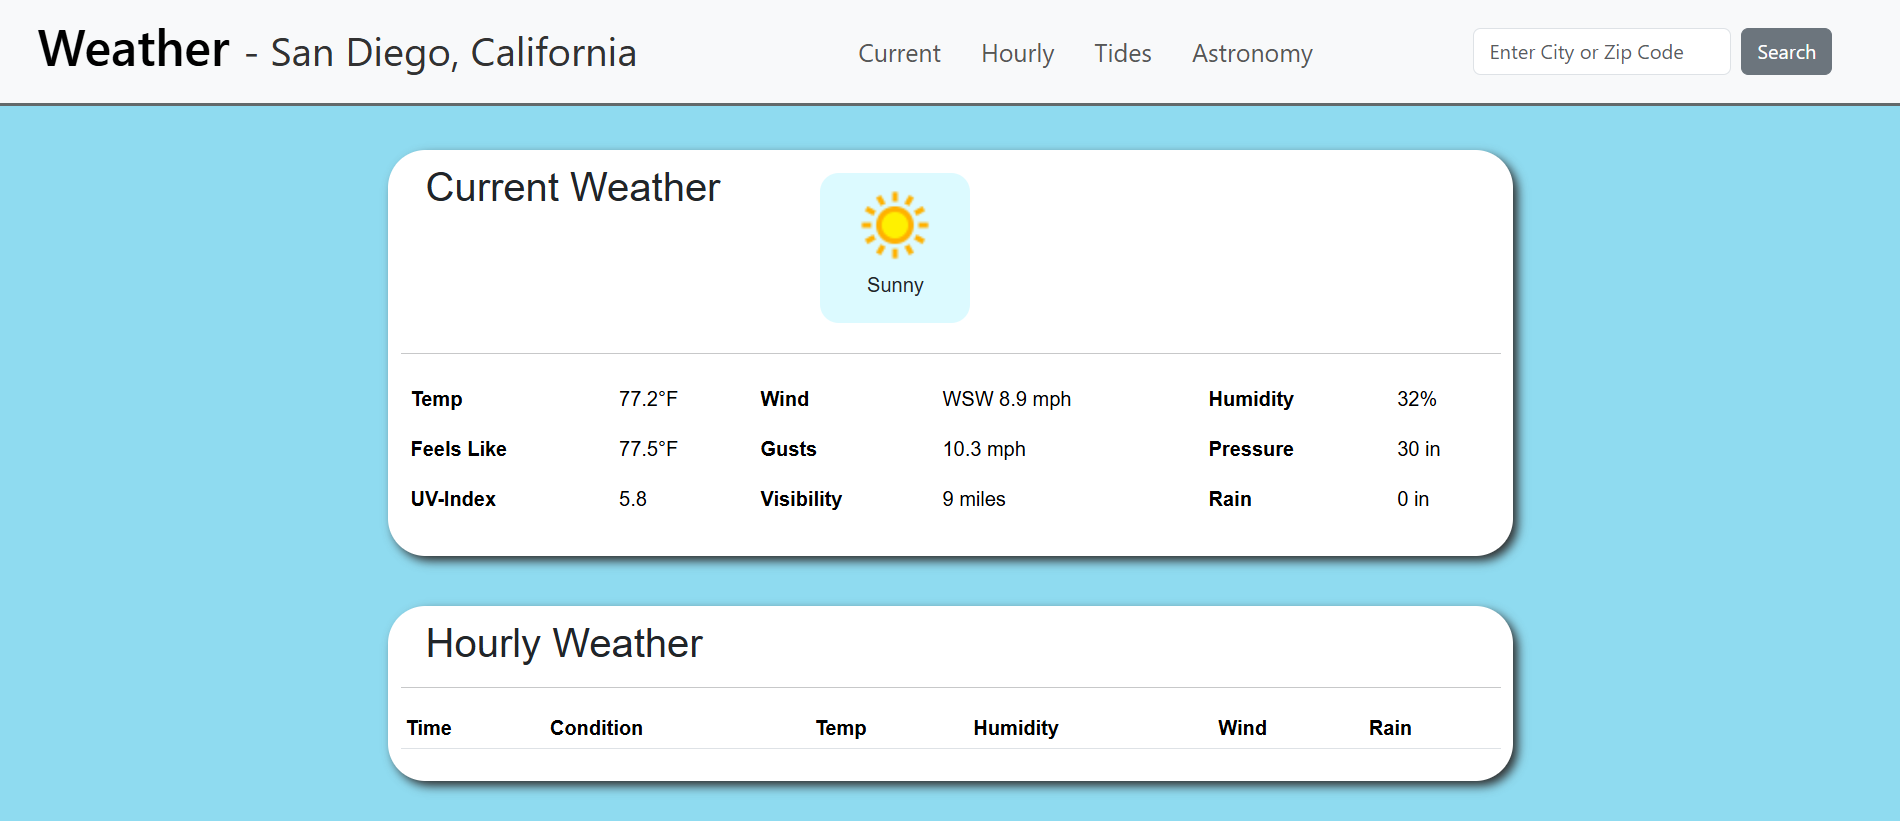 Weather - San Diego, California Current Hourly Tides Astronomy Enter City or Zip Code Search
Current Weather
Sunny
Temp 77.2°F Wind WSW 8.9 mph Humidity 32%
Feels Like 77.5°F Gusts 10.3 mph Pressure 30 in
UV-Index 5.8 Visibility 9 miles Rain 0 in
Hourly Weather
Time Condition Temp Humidity Wind Rain